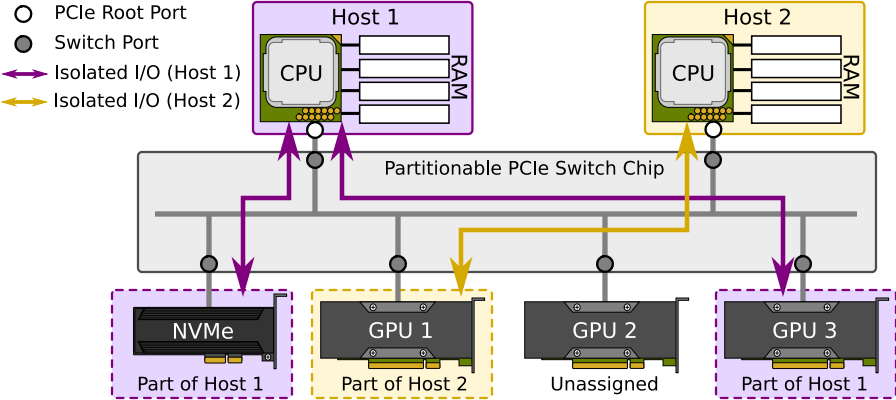 PCIe Root Port
Switch Port
Isolated I/O (Host 1)
Isolated I/O (Host 2)
Host 1
CPU
RAM
Host 2
CPU
RAM
Partitionable PCIe Switch Chip
NVMe
Part of Host 1
GPU 1
Part of Host 2
GPU 2
Unassigned
GPU 3
Part of Host 1